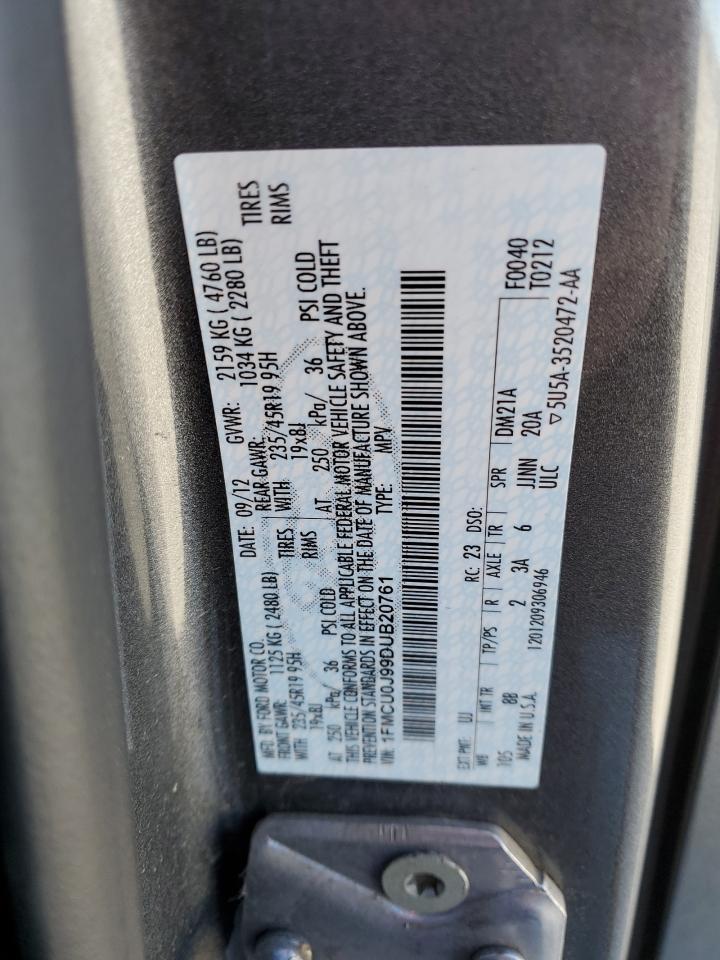 MFD. BY FORD MOTOR CO. DATE: 09/12 GVWR: 2159 KG ( 4760 LB)
FRONT GAWR: 1125 KG ( 2480 LB) REAR GAWR: 1034 KG ( 2280 LB)
WITH 235/45R19 95H TIRES WITH 235/45R19 95H TIRES
19x8J RIMS 19x8J RIMS
AT 250 kPa/ 36 PSI COLD AT 250 kPa/ 36 PSI COLD
THIS VEHICLE CONFORMS TO ALL APPLICABLE FEDERAL MOTOR VEHICLE SAFETY AND THEFT
PREVENTION STANDARDS IN EFFECT ON THE DATE OF MANUFACTURE SHOWN ABOVE.
VIN: 1FMCU0J99DUB20761 TYPE: MPV
EXT PNT: UJ RC: 23 DSO: F0040
WB INT TR TP/PS R AXLE TR SPR DM21A T0212
105 8B 2 3A 6 JJNN 20A
MADE IN U.S.A. 1201209306946 ULC ▽5U5A-3520472-AA